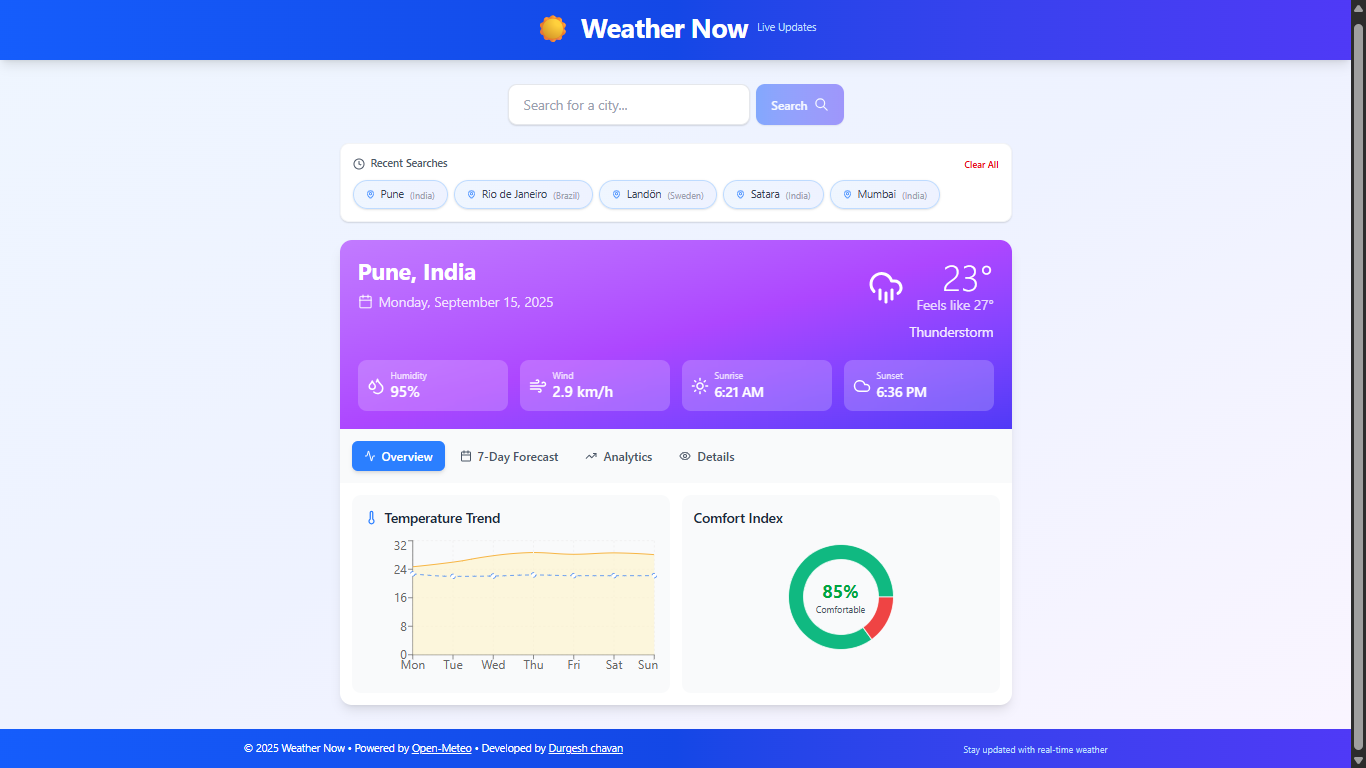 Weather Now Live Updates
Search for a city...
Search
Recent Searches
Clear All
Pune (India)
Rio de Janeiro (Brazil)
Landön (Sweden)
Satara (India)
Mumbai (India)
Pune, India
Monday, September 15, 2025
23°
Feels like 27°
Thunderstorm
Humidity
95%
Wind
2.9 km/h
Sunrise
6:21 AM
Sunset
6:36 PM
Overview
7-Day Forecast
Analytics
Details
Temperature Trend
32
24
16
8
0
Mon Tue Wed Thu Fri Sat Sun
Comfort Index
85%
Comfortable
© 2025 Weather Now • Powered by Open-Meteo • Developed by Durgesh chavan
Stay updated with real-time weather